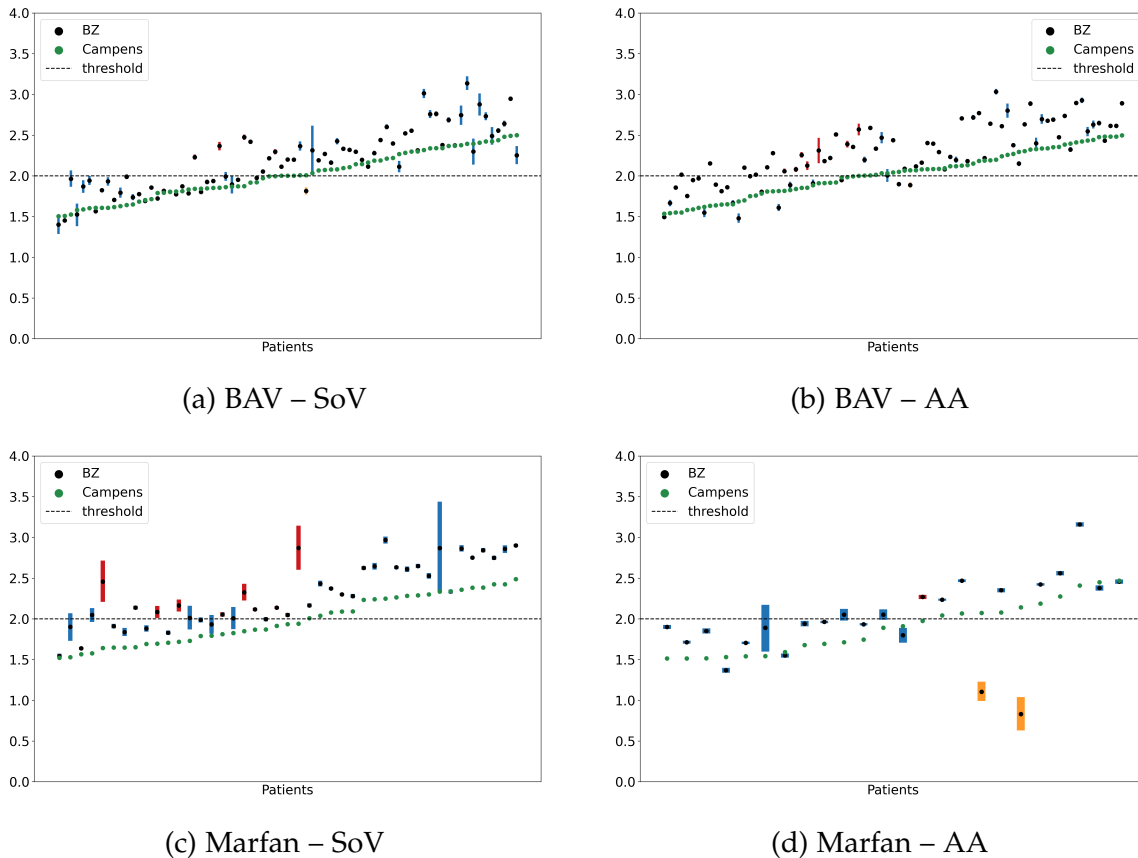 4.0
3.5
3.0
2.5
2.0
1.5
1.0
0.5
0.0
BZ
Campens
threshold
Patients
(a) BAV – SoV
4.0
3.5
3.0
2.5
2.0
1.5
1.0
0.5
0.0
BZ
Campens
threshold
Patients
(b) BAV – AA
4.0
3.5
3.0
2.5
2.0
1.5
1.0
0.5
0.0
BZ
Campens
threshold
Patients
(c) Marfan – SoV
4.0
3.5
3.0
2.5
2.0
1.5
1.0
0.5
0.0
BZ
Campens
threshold
Patients
(d) Marfan – AA